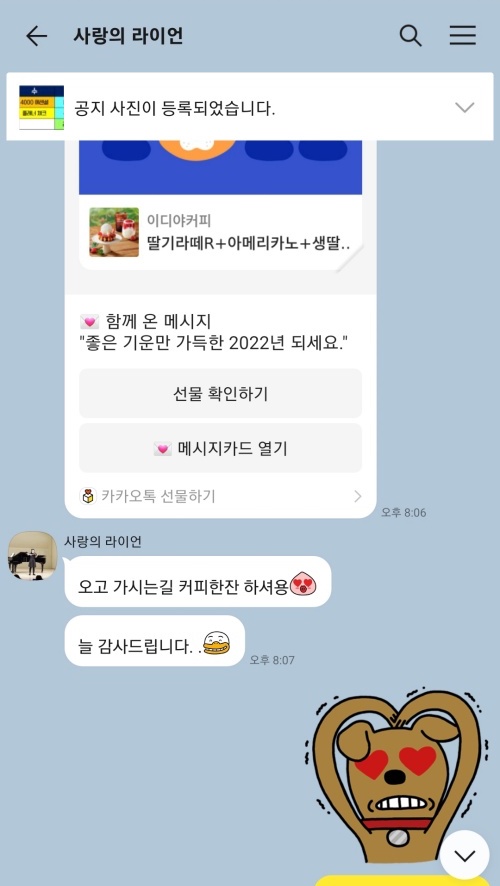 사랑의 라이언
4000 퍼센널
공지 사진이 등록되었습니다.
이디야커피
딸기라떼R+아메리카노+생딸..
함께 온 메시지
"좋은 기운만 가득한 2022년 되세요."
선물 확인하기
메시지카드 열기
카카오톡 선물하기
오후 8:06
사랑의 라이언
오고 가시는길 커피한잔 하셔용
늘 감사드립니다. .
오후 8:07